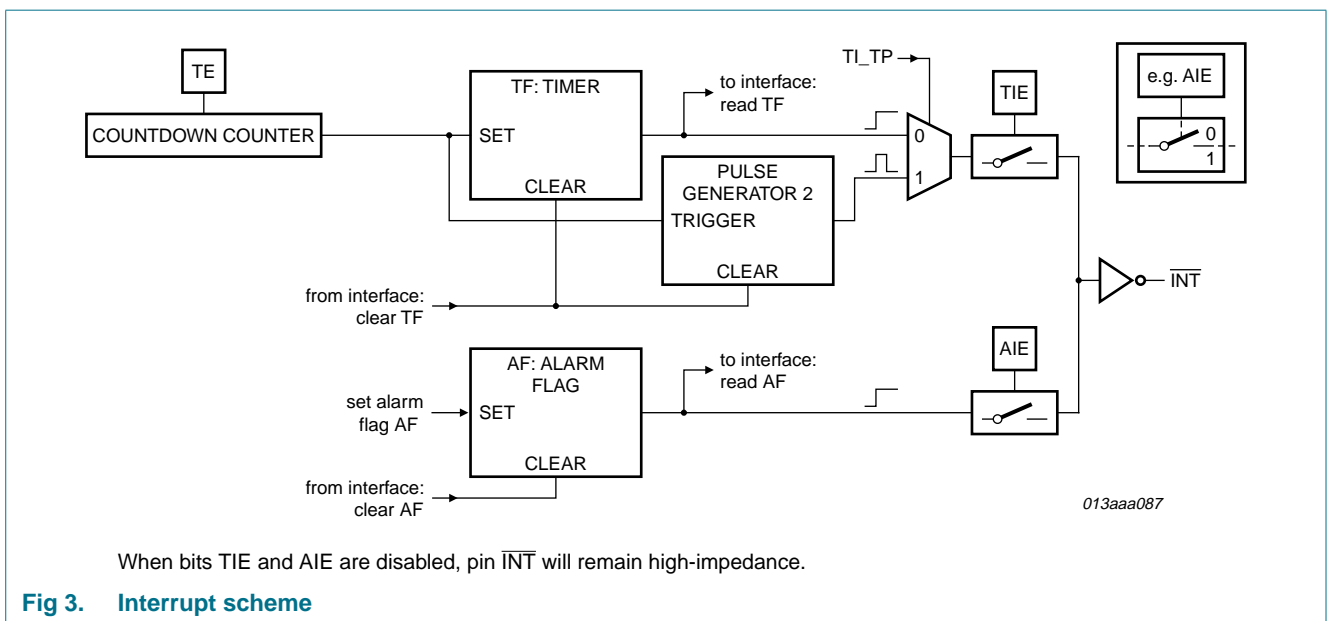 TE
COUNTDOWN COUNTER
TF: TIMER
SET
CLEAR
to interface:
read TF
TI_TP
0
1
TIE
e.g. AIE
0
1
PULSE
GENERATOR 2
TRIGGER
CLEAR
from interface:
clear TF
INT
AF: ALARM
FLAG
SET
CLEAR
to interface:
read AF
AIE
set alarm
flag AF
from interface:
clear AF
013aaa087
When bits TIE and AIE are disabled, pin INT will remain high-impedance.
Fig 3. Interrupt scheme